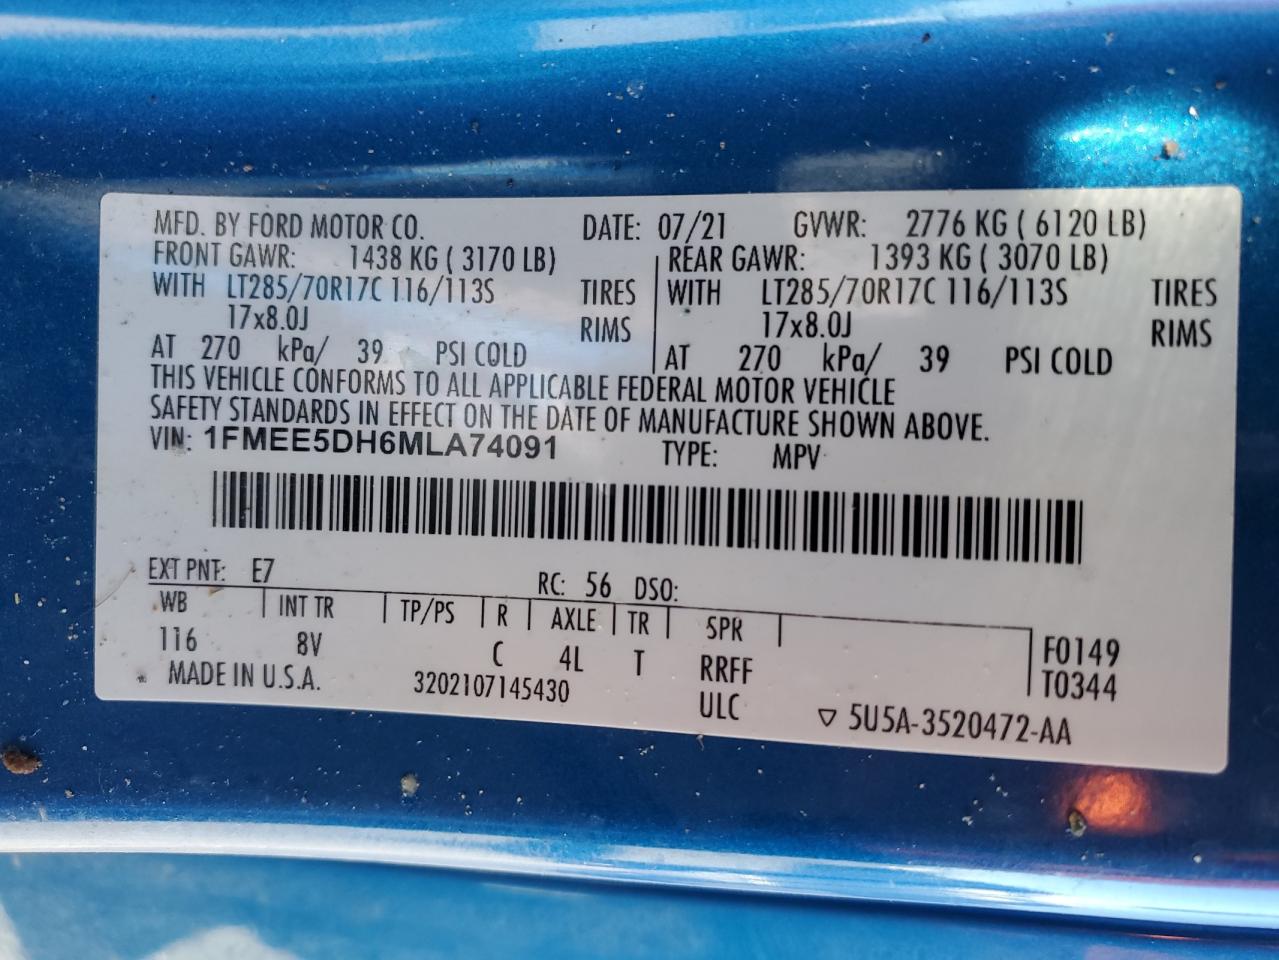 MFD. BY FORD MOTOR CO. DATE: 07/21 GVWR: 2776 KG ( 6120 LB)
FRONT GAWR: 1438 KG ( 3170 LB) REAR GAWR: 1393 KG ( 3070 LB)
WITH LT285/70R17C 116/113S TIRES WITH LT285/70R17C 116/113S TIRES
17x8.0J RIMS 17x8.0J RIMS
AT 270 kPa/ 39 PSI COLD AT 270 kPa/ 39 PSI COLD
THIS VEHICLE CONFORMS TO ALL APPLICABLE FEDERAL MOTOR VEHICLE
SAFETY STANDARDS IN EFFECT ON THE DATE OF MANUFACTURE SHOWN ABOVE.
VIN: 1FMEE5DH6MLA74091 TYPE: MPV
EXT PNT: E7 RC: 56 DSO:
WB INT TR TP/PS R AXLE TR SPR
116 8V C 4L T RRFF F0149
MADE IN U.S.A. 3202107145430 ULC T0344
▽ 5U5A-3520472-AA